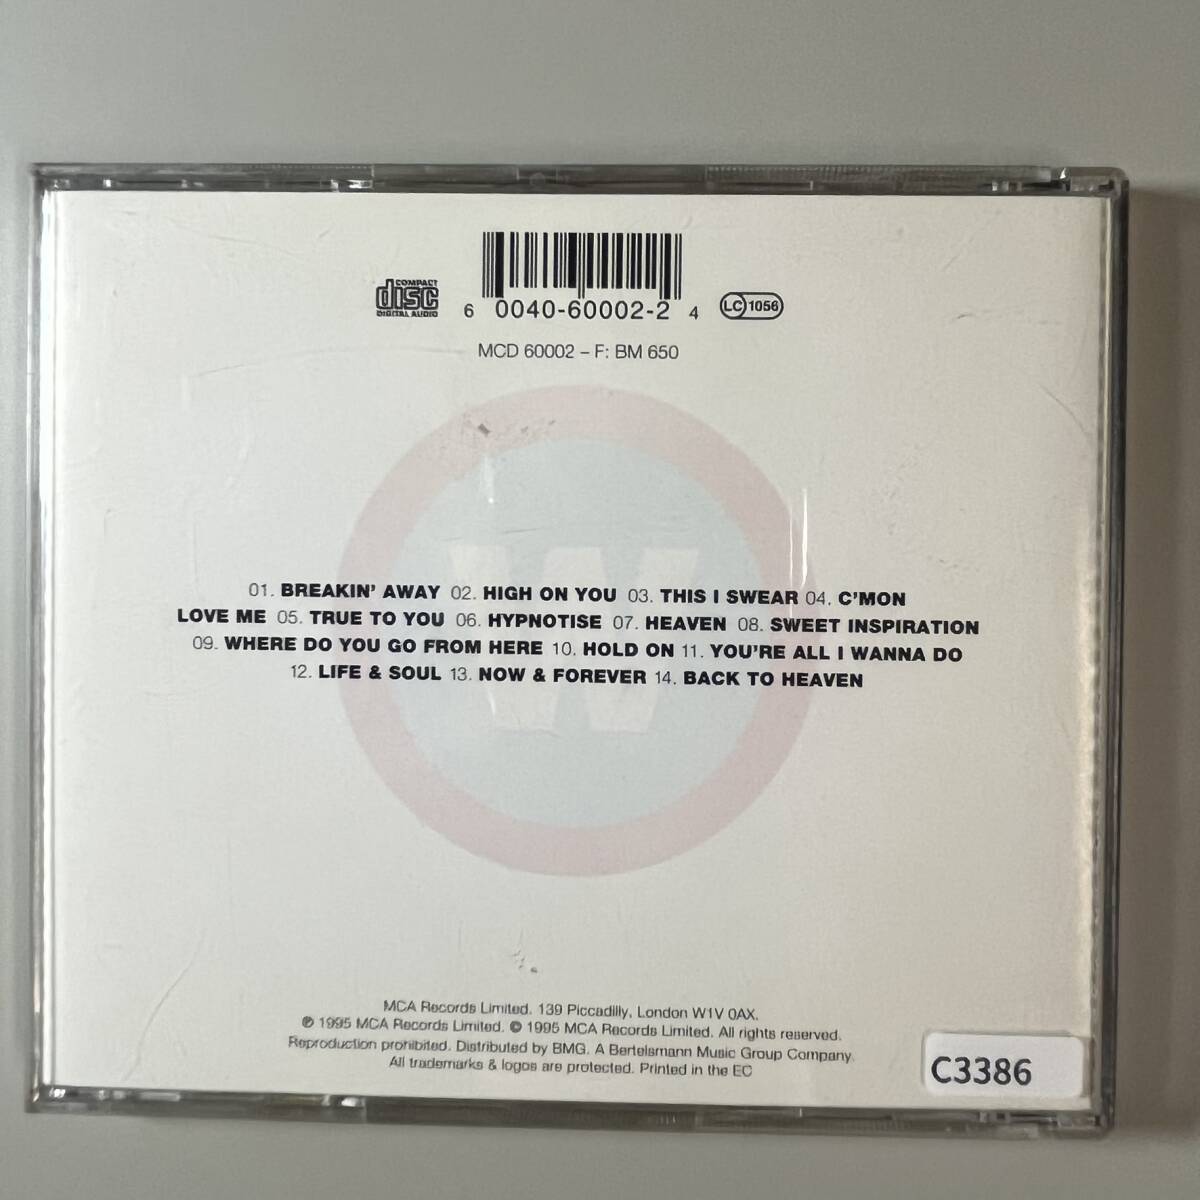 COMPACT
disc
DIGITAL AUDIO
6 0040-60002-2 4
LC 1056
MCD 60002 – F: BM 650
W
01. BREAKIN' AWAY 02. HIGH ON YOU 03. THIS I SWEAR 04. C'MON
LOVE ME 05. TRUE TO YOU 06. HYPNOTISE 07. HEAVEN 08. SWEET INSPIRATION
09. WHERE DO YOU GO FROM HERE 10. HOLD ON 11. YOU'RE ALL I WANNA DO
12. LIFE & SOUL 13. NOW & FOREVER 14. BACK TO HEAVEN
MCA Records Limited. 139 Piccadilly, London W1V 0AX.
℗ 1995 MCA Records Limited. © 1995 MCA Records Limited. All rights reserved.
Reproduction prohibited. Distributed by BMG. A Bertelsmann Music Group Company.
All trademarks & logos are protected. Printed in the EC
C3386